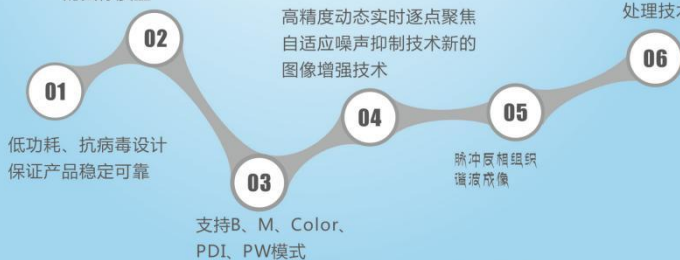 处理技术
高精度动态实时逐点聚焦
自适应噪声抑制技术新的
图像增强技术
02
06
01
04
05
低功耗、抗病毒设计
保证产品稳定可靠
脉冲反相组织
谐波成像
03
支持B、M、Color、
PDI、PW模式